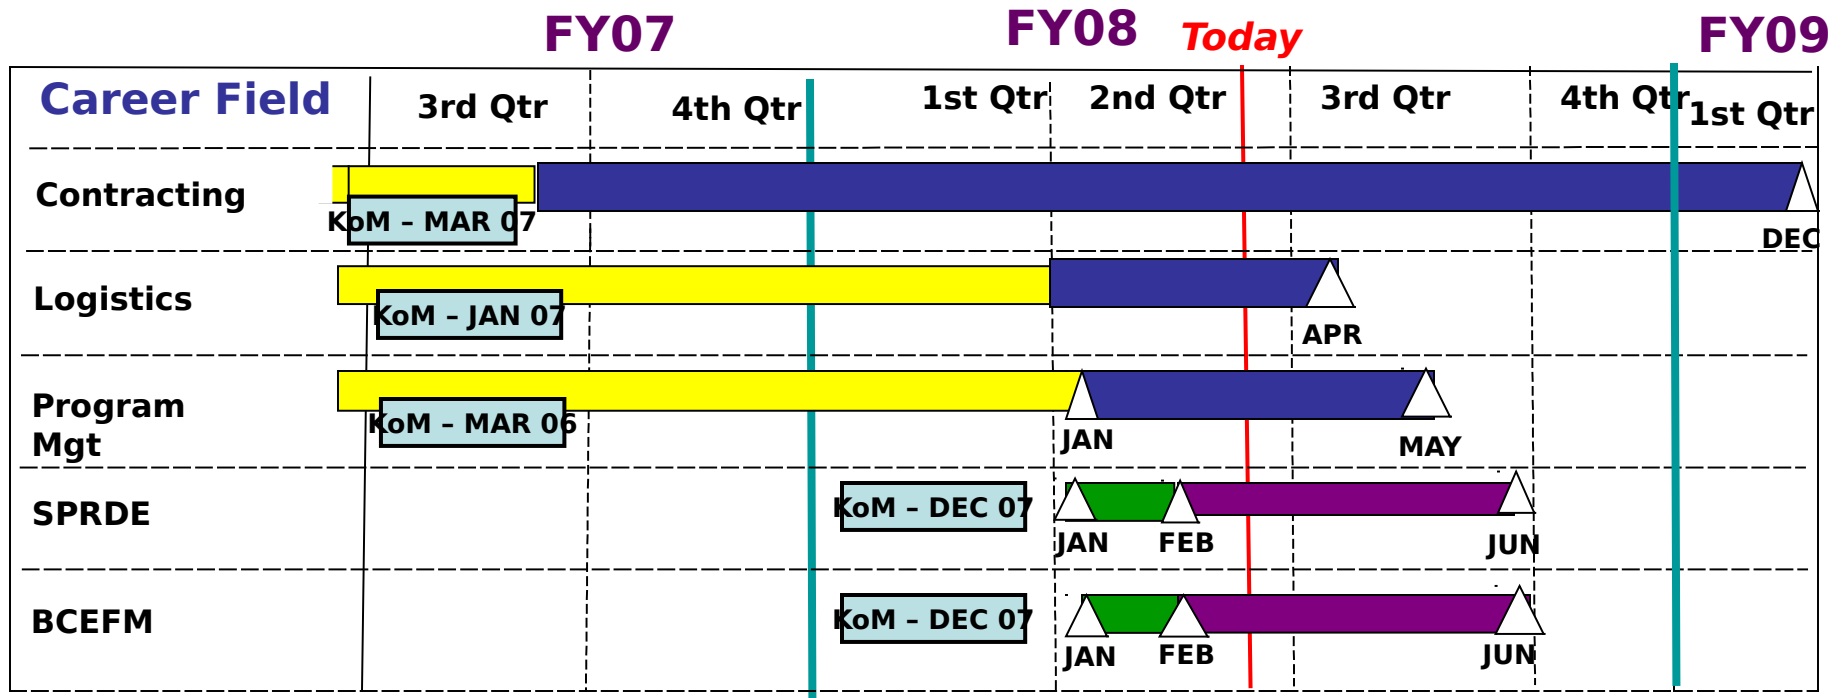 FY07
FY08
Today
FY09
Career Field
3rd Qtr
4th Qtr
1st Qtr
2nd Qtr
3rd Qtr
4th Qtr
1st Qtr
Contracting
KoM – MAR 07
DEC
Logistics
KoM – JAN 07
APR
Program
Mgt
KoM – MAR 06
JAN
MAY
SPRDE
KoM – DEC 07
JAN
FEB
JUN
BCEFM
KoM – DEC 07
JAN
FEB
JUN